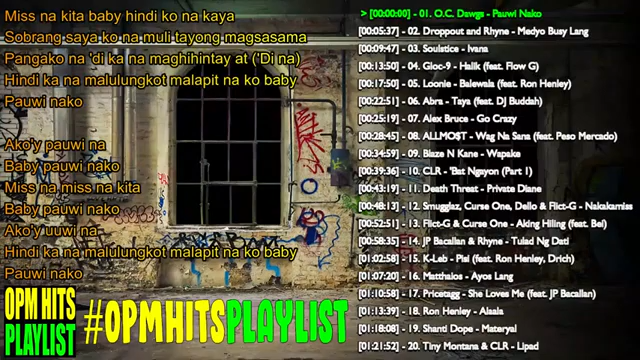 Miss na kita baby hindi ko na kaya
Sobrang saya ko na muli tayong magsasama
Pangako na 'di ka na maghihintay at ('Di na)
Hindi ka na malulungkot malapit na ko baby
Pauwi nako
Ako'y pauwi na
Baby pauwi nako
Miss na miss na kita
Baby pauwi nako
Ako'y uuwi na
Hindi ka na malulungkot malapit na ko baby
Pauwi nako
OPM HITS
PLAYLIST
#OPMHITSPLAYLIST
> [00:00:00] - 01. O.C. Dawgs - Pauwi Nako
[00:05:37] - 02. Droppout and Rhyne - Medyo Busy Lang
[00:09:47] - 03. Soulstice - Ivana
[00:13:50] - 04. Gloc-9 - Halik (feat. Flow G)
[00:17:50] - 05. Loonie - Balewala (feat. Ron Henley)
[00:22:51] - 06. Abra - Taya (feat. DJ Buddah)
[00:25:19] - 07. Alex Bruce - Go Crazy
[00:28:45] - 08. ALLMO$T - Wag Na Sana (feat. Peso Mercado)
[00:34:59] - 09. Blaze N Kane - Wapake
[00:39:36] - 10. CLR - 'Bat Ngayon (Part 1)
[00:43:19] - 11. Death Threat - Private Diane
[00:48:13] - 12. Smugglaz, Curse One, Dello & Flict-G - Nakakamiss
[00:52:51] - 13. Flict-G & Curse One - Aking Hiling (feat. Bei)
[00:58:35] - 14. JP Bacallan & Rhyne - Tulad Ng Dati
[01:02:58] - 15. K-Leb - Pisi (feat. Ron Henley, Drich)
[01:07:20] - 16. Matthaios - Ayos Lang
[01:10:58] - 17. Pricetagg - She Loves Me (feat. JP Bacallan)
[01:13:39] - 18. Ron Henley - Alaala
[01:18:08] - 19. Shanti Dope - Materyal
[01:21:52] - 20. Tiny Montana & CLR - Lipad